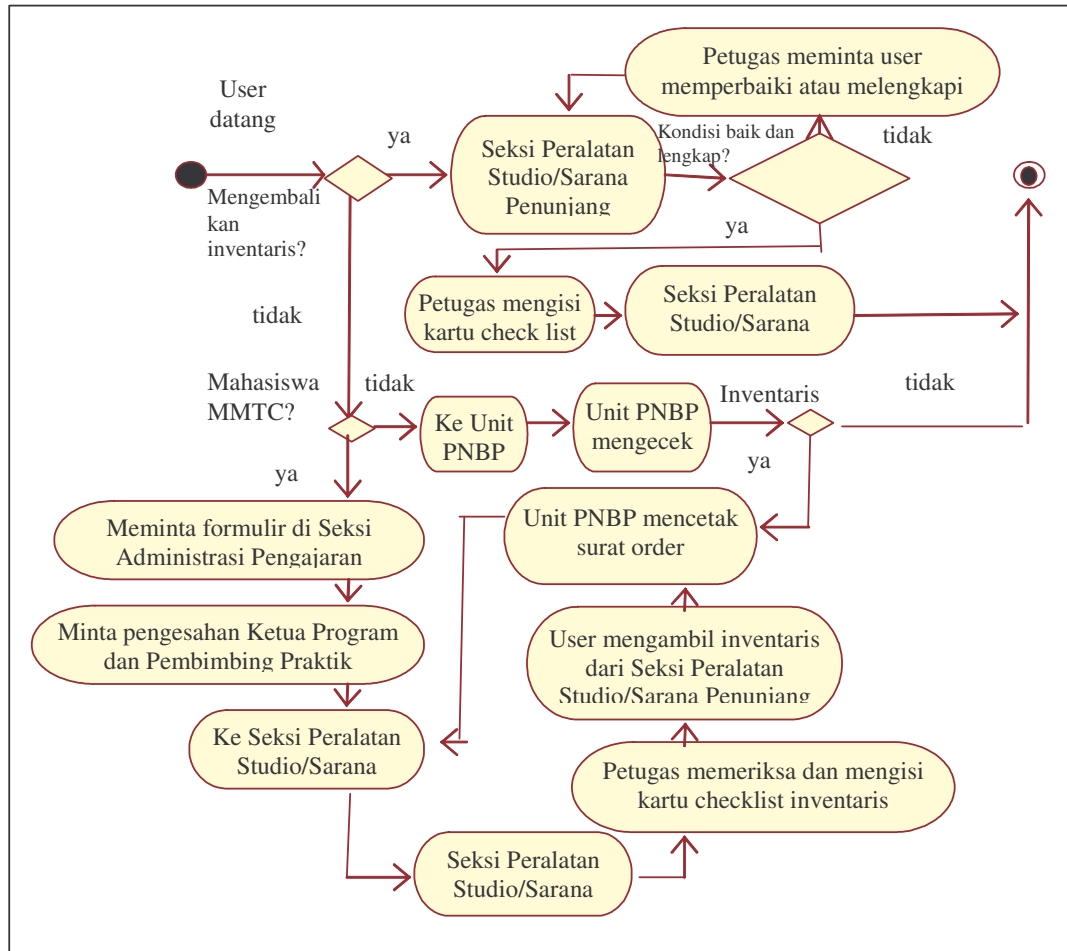 Petugas meminta user
memperbaiki atau melengkapi
User
datang
ya
Seksi Peralatan
Studio/Sarana
Penunjang
Kondisi baik dan
lengkap?
tidak
Mengembali
kan
inventaris?
ya
Petugas mengisi
kartu check list
Seksi Peralatan
Studio/Sarana
tidak
Mahasiswa
MMTC?
tidak
Ke Unit
PNBP
Unit PNBP
mengecek
Inventaris
tidak
ya
ya
Meminta formulir di Seksi
Administrasi Pengajaran
Unit PNBP mencetak
surat order
Minta pengesahan Ketua Program
dan Pembimbing Praktik
User mengambil inventaris
dari Seksi Peralatan
Studio/Sarana Penunjang
Ke Seksi Peralatan
Studio/Sarana
Petugas memeriksa dan mengisi
kartu checklist inventaris
Seksi Peralatan
Studio/Sarana